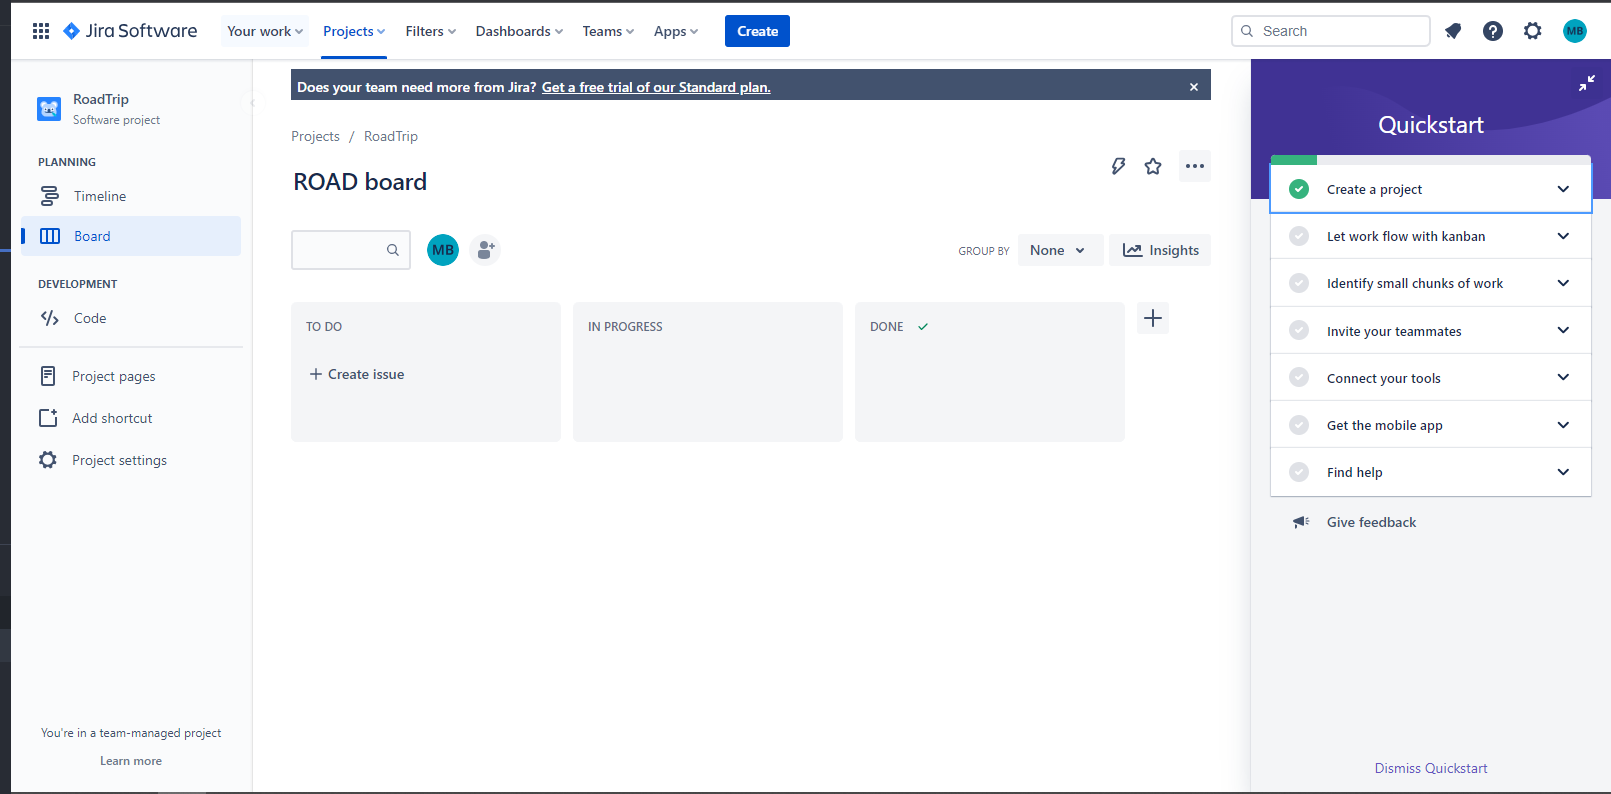 Jira Software
Your work Projects Filters Dashboards Teams Apps Create
Search
MB
RoadTrip
Software project
PLANNING
Timeline
Board
DEVELOPMENT
Code
Project pages
Add shortcut
Project settings
You're in a team-managed project
Learn more
Does your team need more from Jira? Get a free trial of our Standard plan.
Projects / RoadTrip
ROAD board
MB
GROUP BY None Insights
TO DO
IN PROGRESS
DONE
+ Create issue
Quickstart
Create a project
Let work flow with kanban
Identify small chunks of work
Invite your teammates
Connect your tools
Get the mobile app
Find help
Give feedback
Dismiss Quickstart